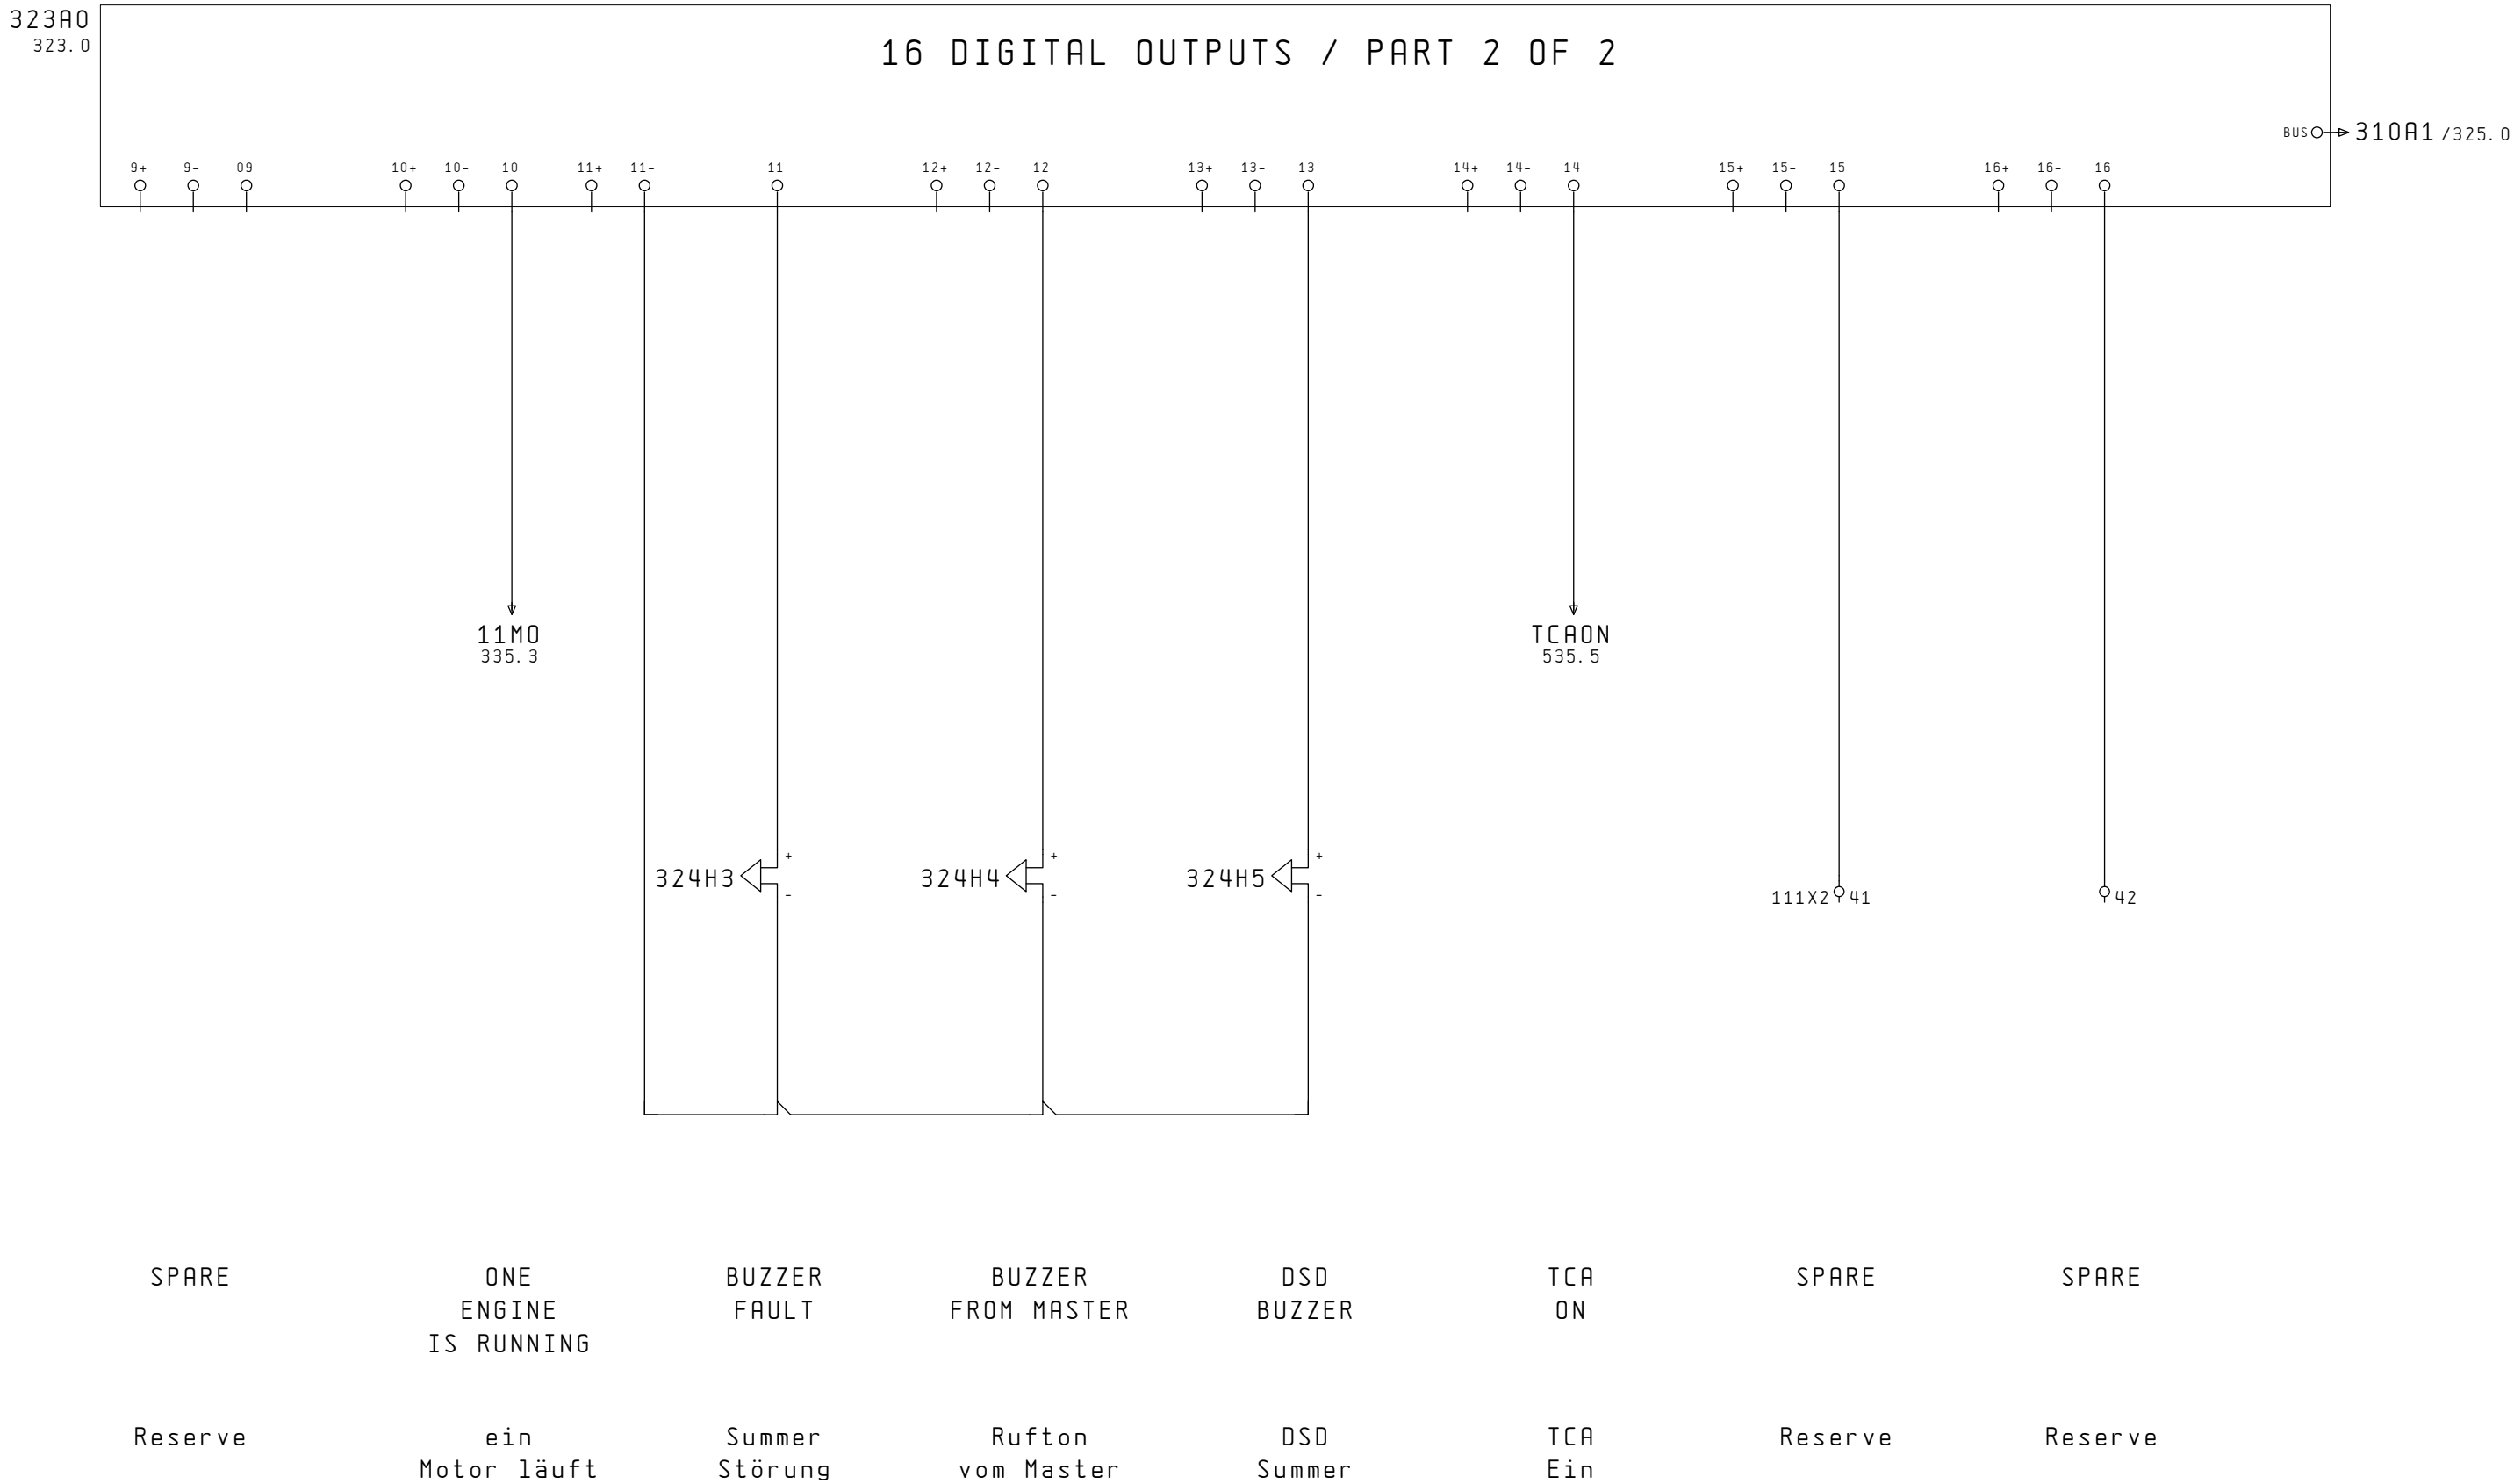 323A0
323.0
16 DIGITAL OUTPUTS / PART 2 OF 2
BUS 310A1 /325.0
9+ 9- 09 10+ 10- 10 11+ 11- 11 12+ 12- 12 13+ 13- 13 14+ 14- 14 15+ 15- 15 16+ 16- 16
11MO TCAON
335.3 535.5
+ + +
324H3 324H4 324H5
- - - 111X2 41 42
SPARE ONE BUZZER BUZZER DSD TCA SPARE SPARE
ENGINE FAULT FROM MASTER BUZZER ON
IS RUNNING
Reserve ein Summer Rufton DSD TCA Reserve Reserve
Motor läuft Störung vom Master Summer Ein